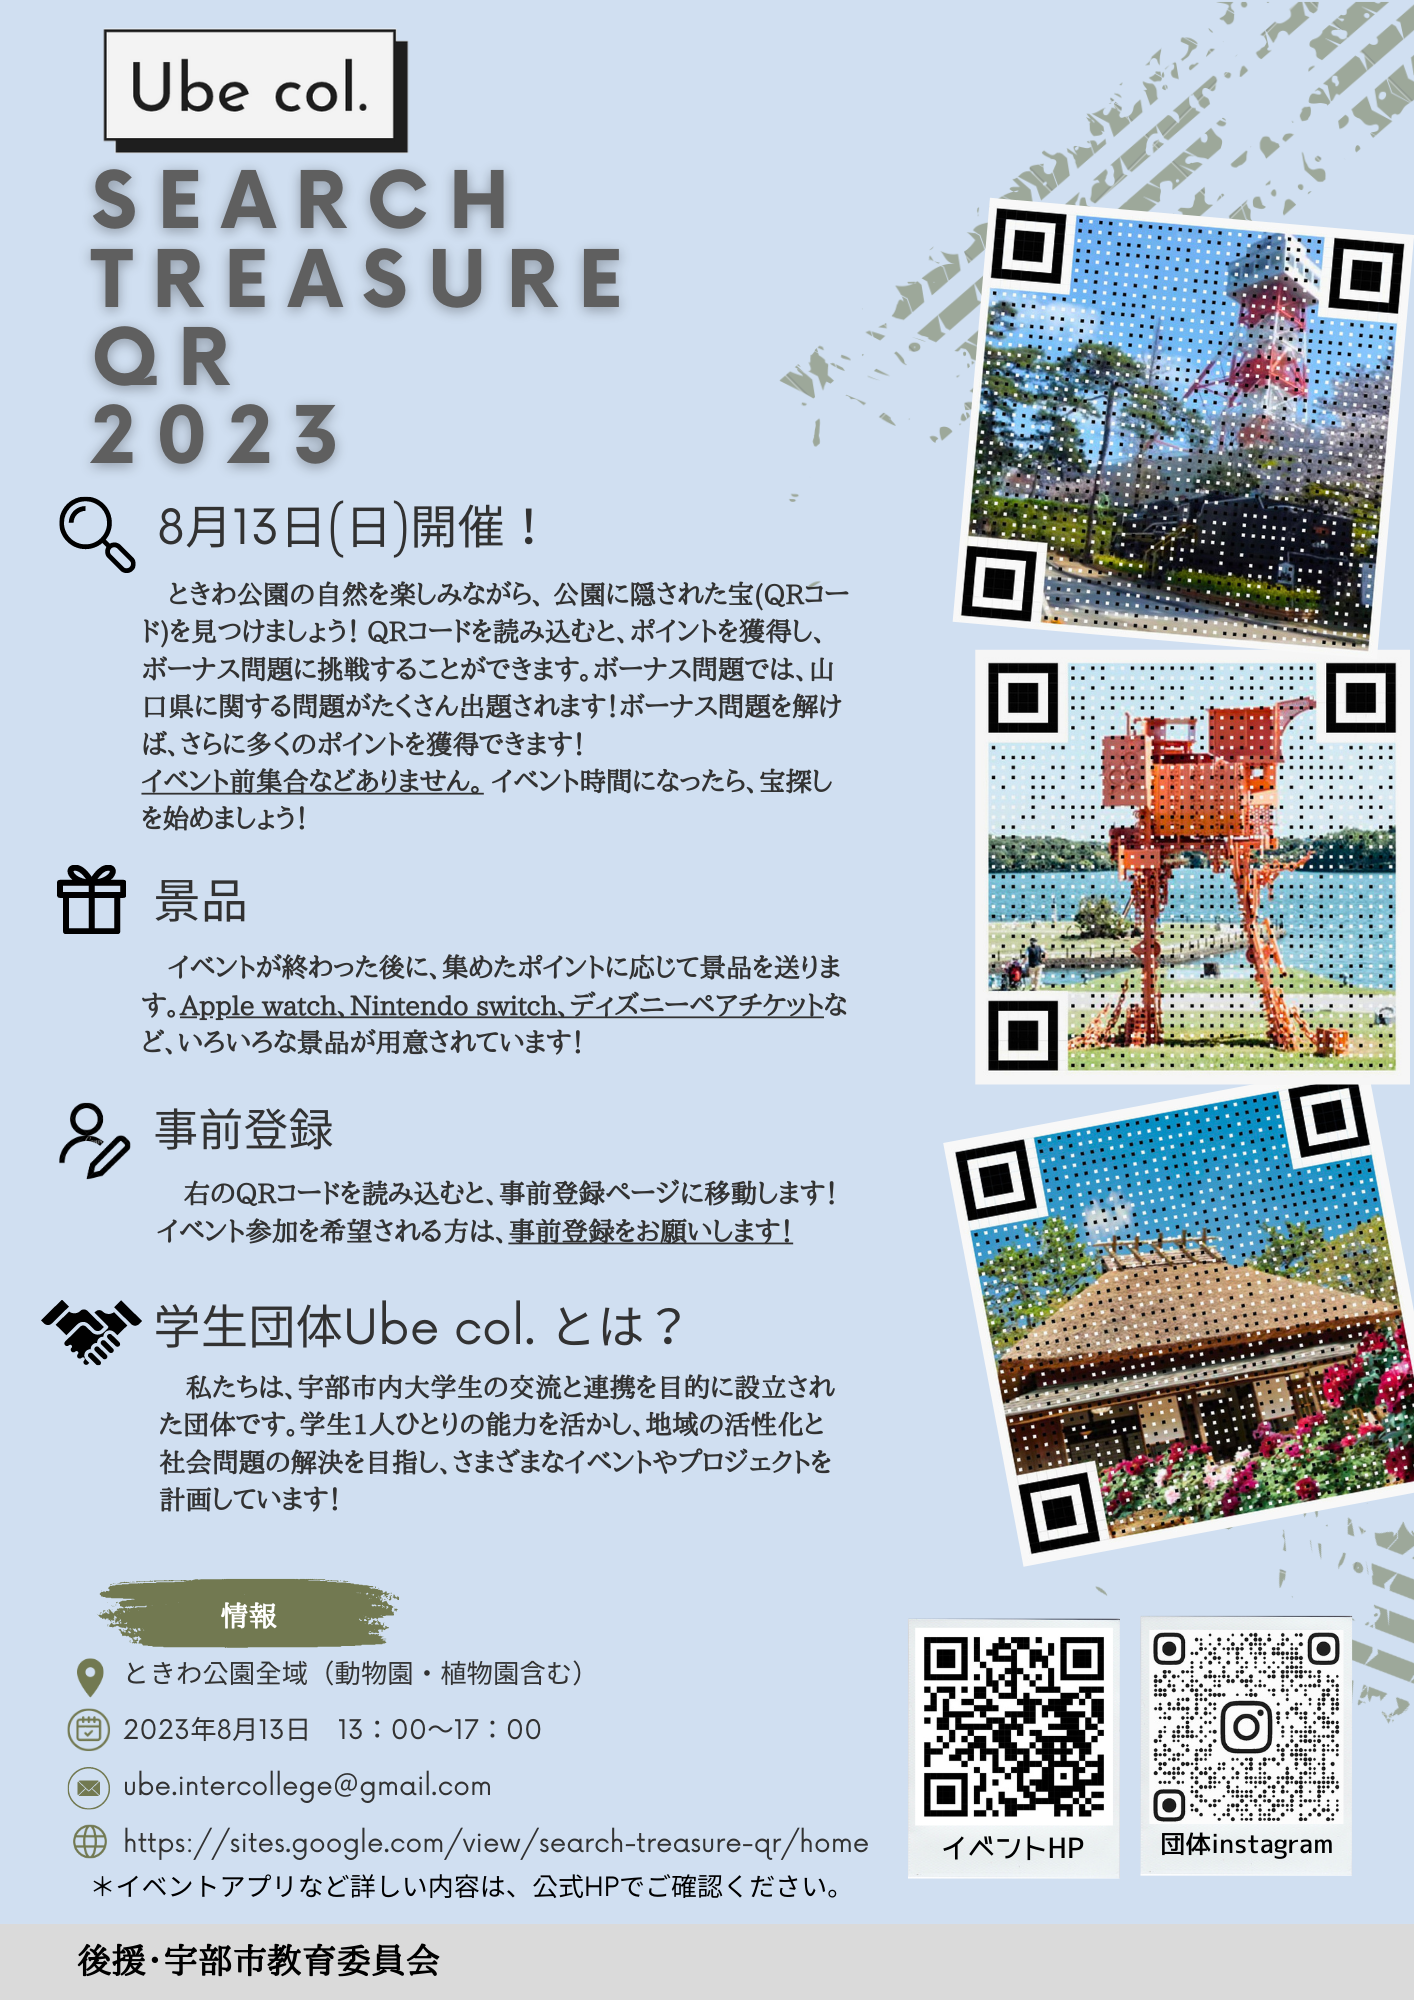 Ube col.
SEARCH
TREASURE
QR
2023
8月13日(日)開催！
ときわ公園の自然を楽しみながら、公園に隠された宝(QRコー
ド)を見つけましょう！QRコードを読み込むと、ポイントを獲得し、
ボーナス問題に挑戦することができます。ボーナス問題では、山
口県に関する問題がたくさん出題されます！ボーナス問題を解け
ば、さらに多くのポイントを獲得できます！
イベント前集合などありません。イベント時間になったら、宝探し
を始めましょう！
景品
イベントが終わった後に、集めたポイントに応じて景品を送りま
す。Apple watch、Nintendo switch、ディズニーペアチケットな
ど、いろいろな景品が用意されています！
事前登録
右のQRコードを読み込むと、事前登録ページに移動します！
イベント参加を希望される方は、事前登録をお願いします！
学生団体Ube col. とは？
私たちは、宇部市内大学生の交流と連携を目的に設立され
た団体です。学生1人ひとりの能力を活かし、地域の活性化と
社会問題の解決を目指し、さまざまなイベントやプロジェクトを
計画しています！
情報
ときわ公園全域（動物園・植物園含む）
2023年8月13日　13：00〜17：00
ube.intercollege@gmail.com
https://sites.google.com/view/search-treasure-qr/home
＊イベントアプリなど詳しい内容は、公式HPでご確認ください。
イベントHP
団体instagram
後援・宇部市教育委員会